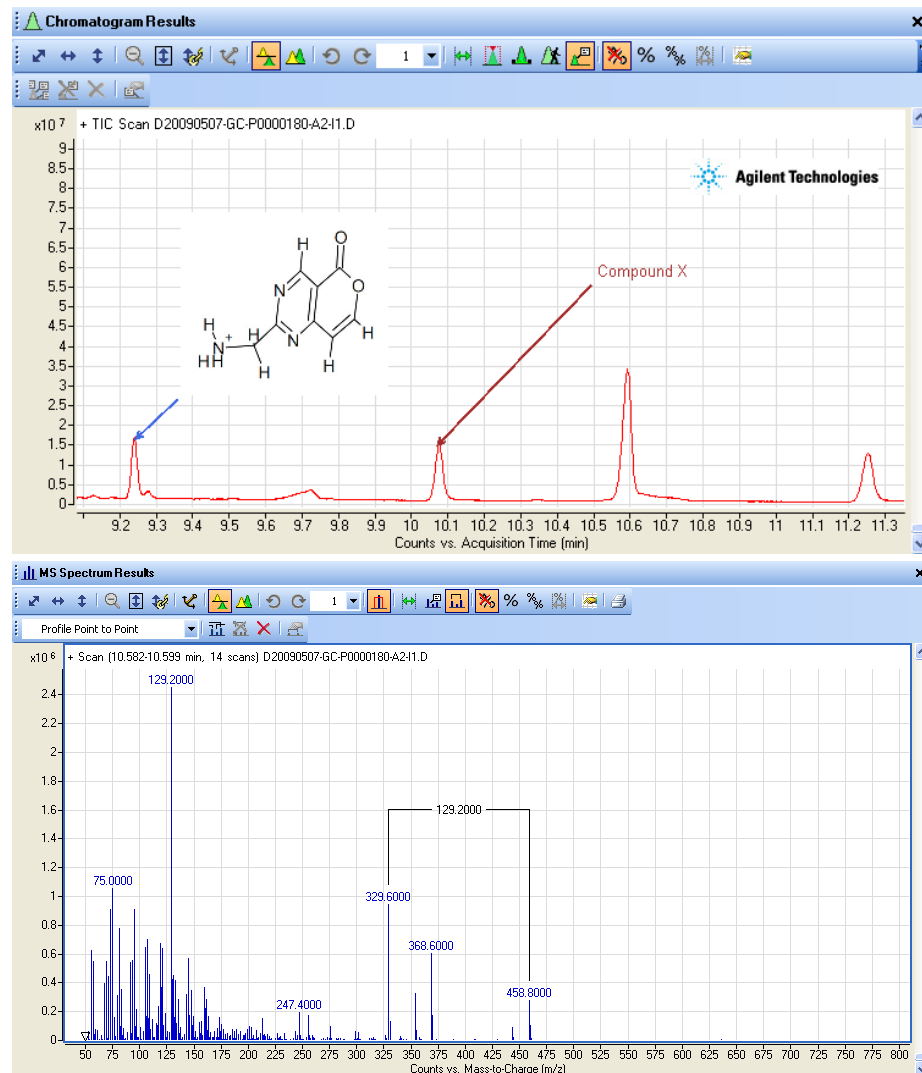 Chromatogram Results
1
x10 7
+ TIC Scan D20090507-GC-P0000180-A2-I1.D
Agilent Technologies
9
8.5
8
7.5
7
6.5
6
5.5
5
4.5
4
3.5
3
2.5
2
1.5
1
0.5
0
H
O
N
O
H
N
H
H
N
+
H
H
H
H
Compound X
9.2 9.3 9.4 9.5 9.6 9.7 9.8 9.9 10 10.1 10.2 10.3 10.4 10.5 10.6 10.7 10.8 10.9 11 11.1 11.2 11.3
Counts vs. Acquisition Time (min)
MS Spectrum Results
1
Profile Point to Point
x10 6
+ Scan (10.582-10.599 min, 14 scans) D20090507-GC-P0000180-A2-I1.D
2.4
2.2
2
1.8
1.6
1.4
1.2
1
0.8
0.6
0.4
0.2
0
129.2000
129.2000
75.0000
329.6000
368.6000
247.4000
458.8000
50 75 100 125 150 175 200 225 250 275 300 325 350 375 400 425 450 475 500 525 550 575 600 625 650 675 700 725 750 775 800
Counts vs. Mass-to-Charge (m/z)